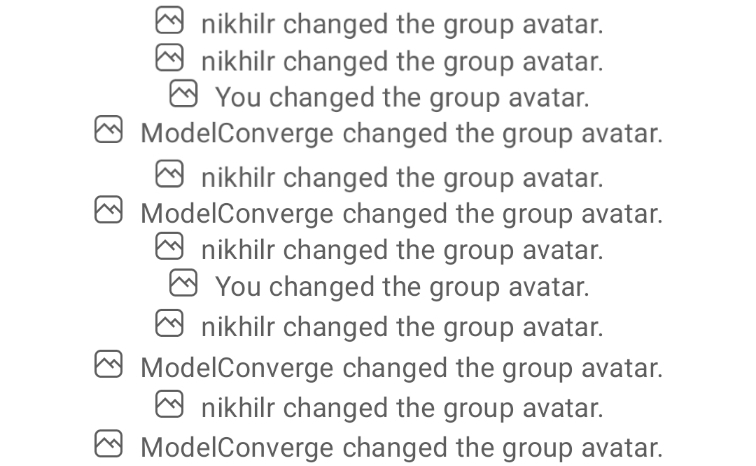 nikhilr changed the group avatar.
nikhilr changed the group avatar.
You changed the group avatar.
ModelConverge changed the group avatar.
nikhilr changed the group avatar.
ModelConverge changed the group avatar.
nikhilr changed the group avatar.
You changed the group avatar.
nikhilr changed the group avatar.
ModelConverge changed the group avatar.
nikhilr changed the group avatar.
ModelConverge changed the group avatar.